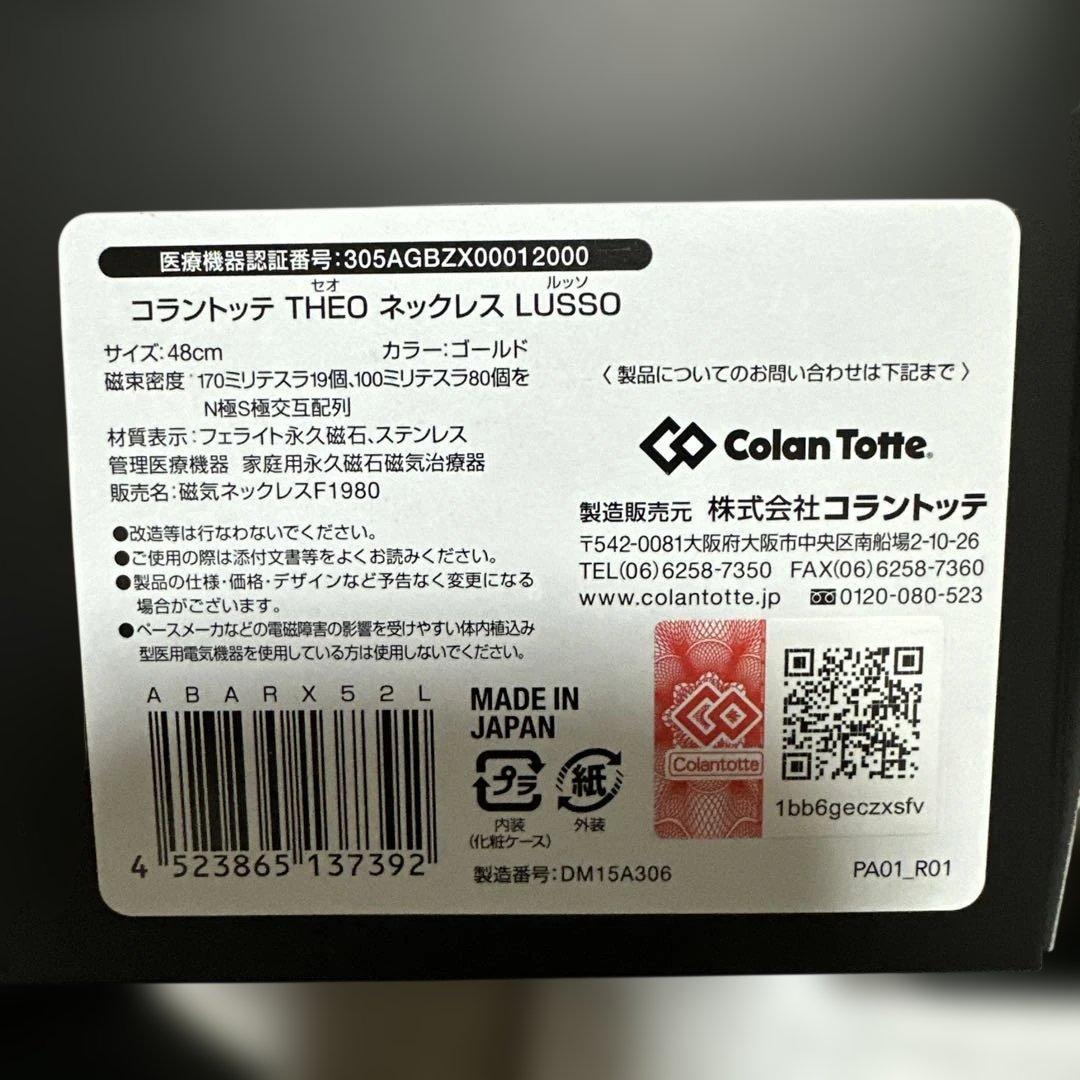 医療機器認証番号:305AGBZX00012000
セオ ルッソ
コラントッテ THEO ネックレス LUSSO
サイズ:48cm カラー:ゴールド
磁束密度 170ミリテスラ19個、100ミリテスラ80個を
N極S極交互配列
材質表示:フェライト永久磁石、ステンレス
管理医療機器 家庭用永久磁石磁気治療器
販売名:磁気ネックレスF1980
●改造等は行なわないでください。
●ご使用の際は添付文書等をよくお読みください。
●製品の仕様・価格・デザインなど予告なく変更になる
場合がございます。
●ペースメーカなどの電磁障害の影響を受けやすい体内植込み
型医用電気機器を使用している方は使用しないでください。
ABARX52L
4 523865 137392
MADE IN
JAPAN
プラ 紙
内装 外装
(化粧ケース)
製造番号:DM15A306
〈 製品についてのお問い合わせは下記まで 〉
Colan Totte®
製造販売元 株式会社コラントッテ
〒542-0081大阪府大阪市中央区南船場2-10-26
TEL(06)6258-7350 FAX(06)6258-7360
www.colantotte.jp 0120-080-523
Colantotte
1bb6geczxsfv
PA01_R01